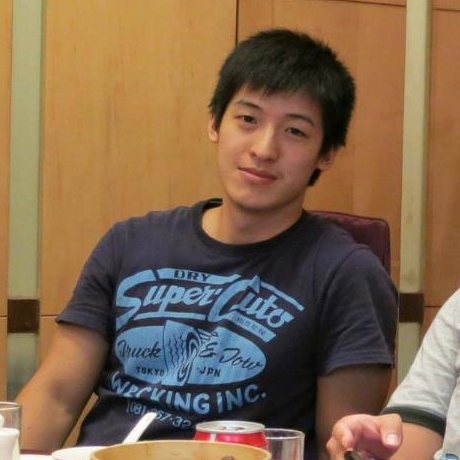 DRY
Super Cuts
Truck & Tow
TOKYO JPN
WRECKING INC.